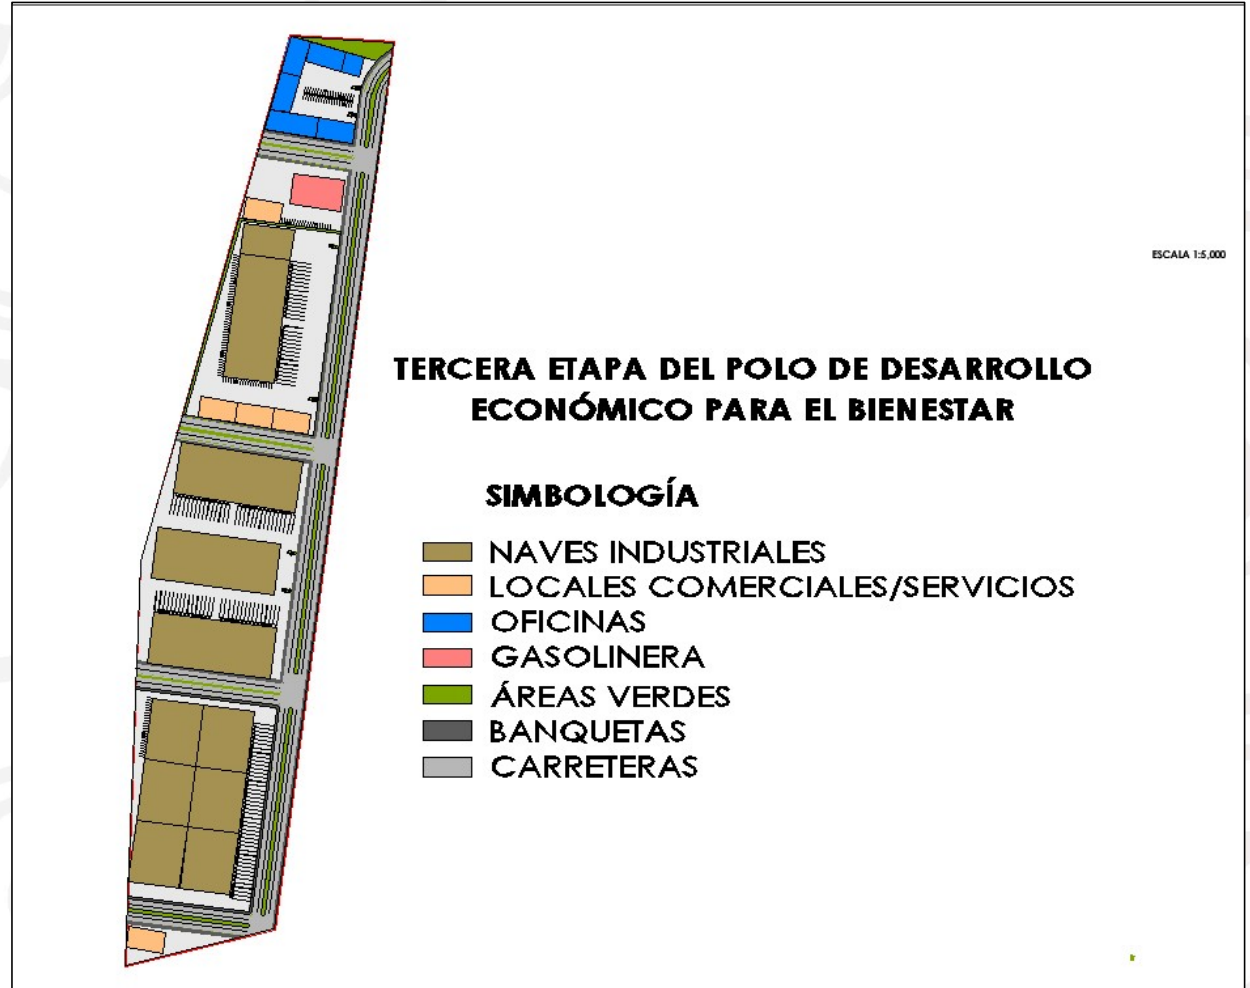 ESCALA 1:5,000
TERCERA ETAPA DEL POLO DE DESARROLLO
ECONÓMICO PARA EL BIENESTAR
SIMBOLOGÍA
NAVES INDUSTRIALES
LOCALES COMERCIALES/SERVICIOS
OFICINAS
GASOLINERA
ÁREAS VERDES
BANQUETAS
CARRETERAS